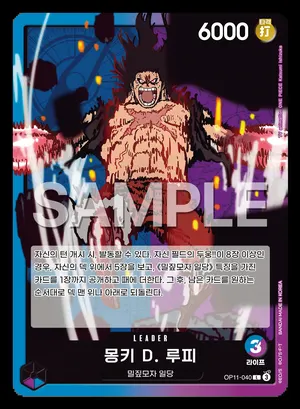 6000
타격
打
SAMPLE
자신의 턴 개시 시, 발동할 수 있다. 자신 필드의 두웅!!이 8장 이상인
경우, 자신의 덱 위에서 5장을 보고, 《밀짚모자 일당》 특징을 가진
카드를 1장까지 공개하고 패에 더한다. 그 후, 남은 카드를 원하는
순서대로 덱 맨 위나 아래로 되돌린다.
LEADER
몽키 D. 루피
밀짚모자 일당
3
라이프
OP11-040 L